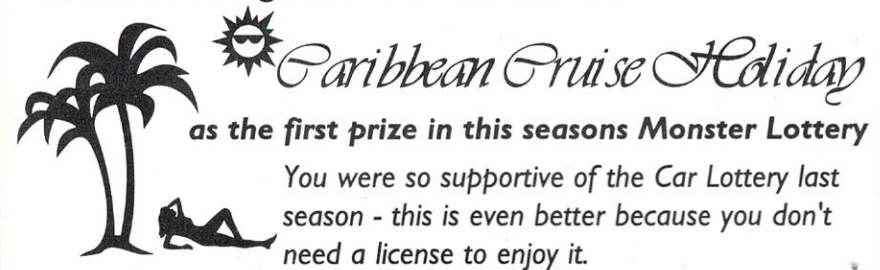 Caribbean Cruise Holiday
as the first prize in this seasons Monster Lottery
You were so supportive of the Car Lottery last
season - this is even better because you don't
need a license to enjoy it.